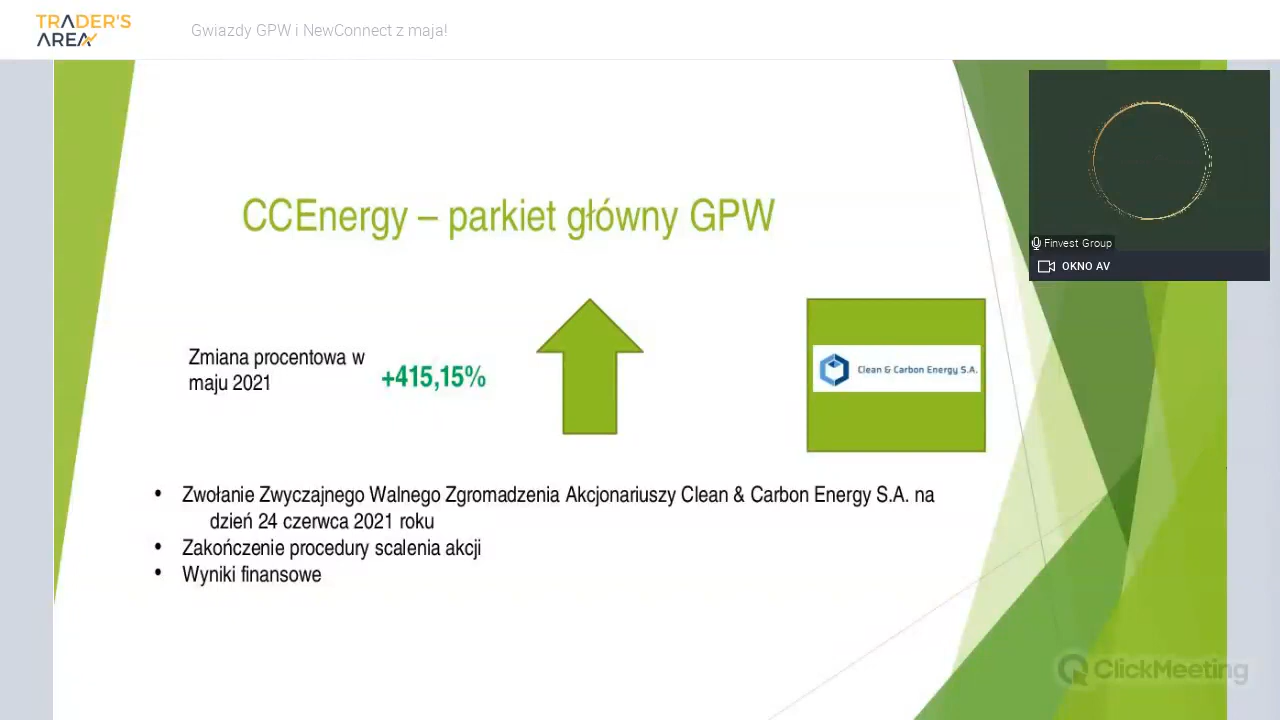 TRADER'S
AREA
Gwiazdy GPW i NewConnect z maja!
CCEnergy – parkiet główny GPW
Finvest Group
OKNO AV
Zmiana procentowa w
maju 2021
+415,15%
Clean & Carbon Energy S.A.
• Zwołanie Zwyczajnego Walnego Zgromadzenia Akcjonariuszy Clean & Carbon Energy S.A. na
dzień 24 czerwca 2021 roku
• Zakończenie procedury scalenia akcji
• Wyniki finansowe
ClickMeeting